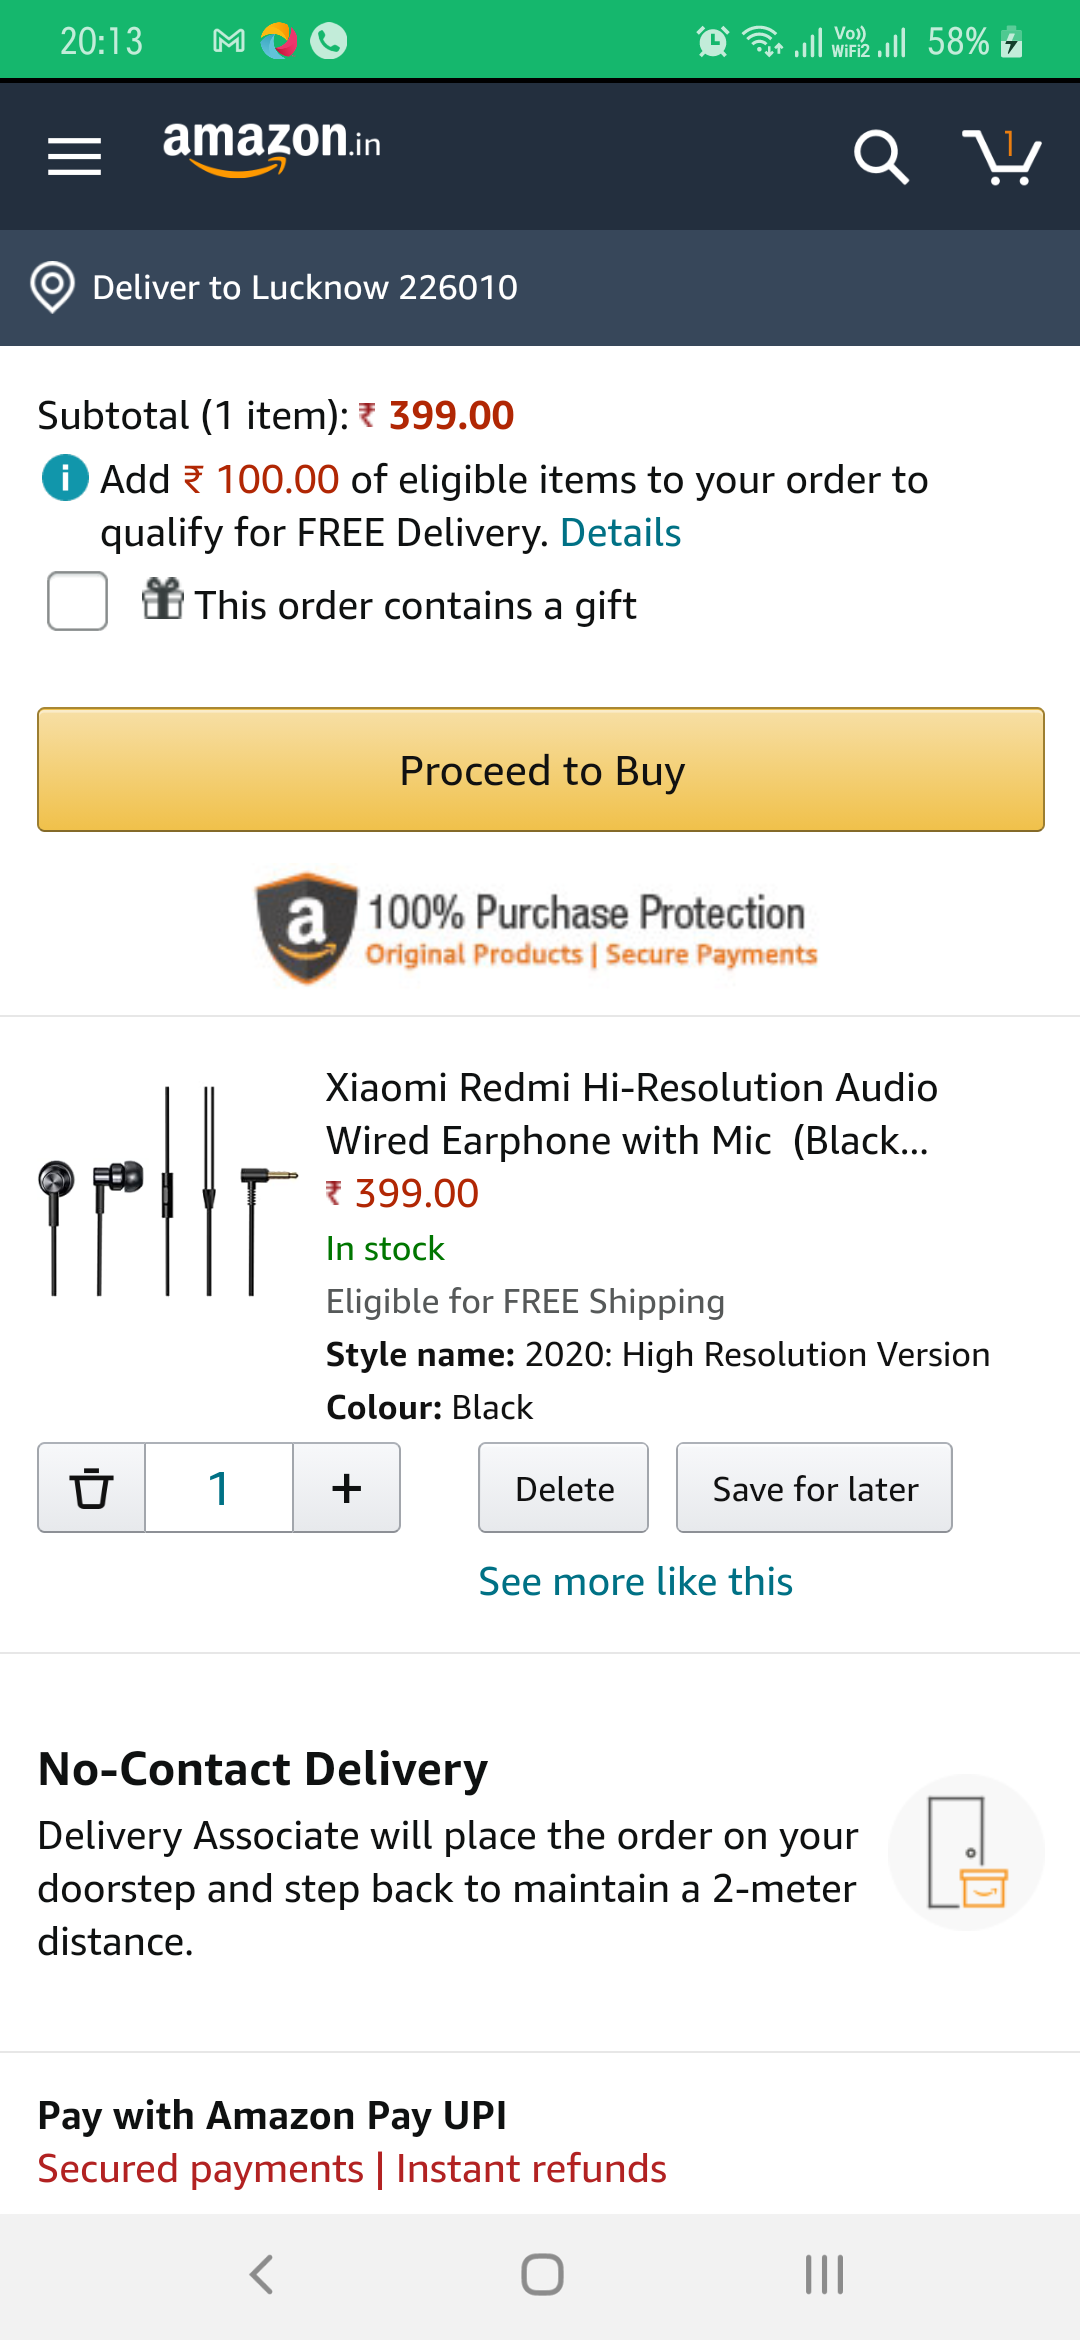 20:13
Vo)) WiFi2
58%
amazon.in
1
Deliver to Lucknow 226010
Subtotal (1 item): ₹ 399.00
i Add ₹ 100.00 of eligible items to your order to
qualify for FREE Delivery. Details
This order contains a gift
Proceed to Buy
a
100% Purchase Protection
Original Products | Secure Payments
Xiaomi Redmi Hi-Resolution Audio
Wired Earphone with Mic (Black...
₹ 399.00
In stock
Eligible for FREE Shipping
Style name: 2020: High Resolution Version
Colour: Black
1 +
Delete
Save for later
See more like this
No-Contact Delivery
Delivery Associate will place the order on your
doorstep and step back to maintain a 2-meter
distance.
Pay with Amazon Pay UPI
Secured payments | Instant refunds